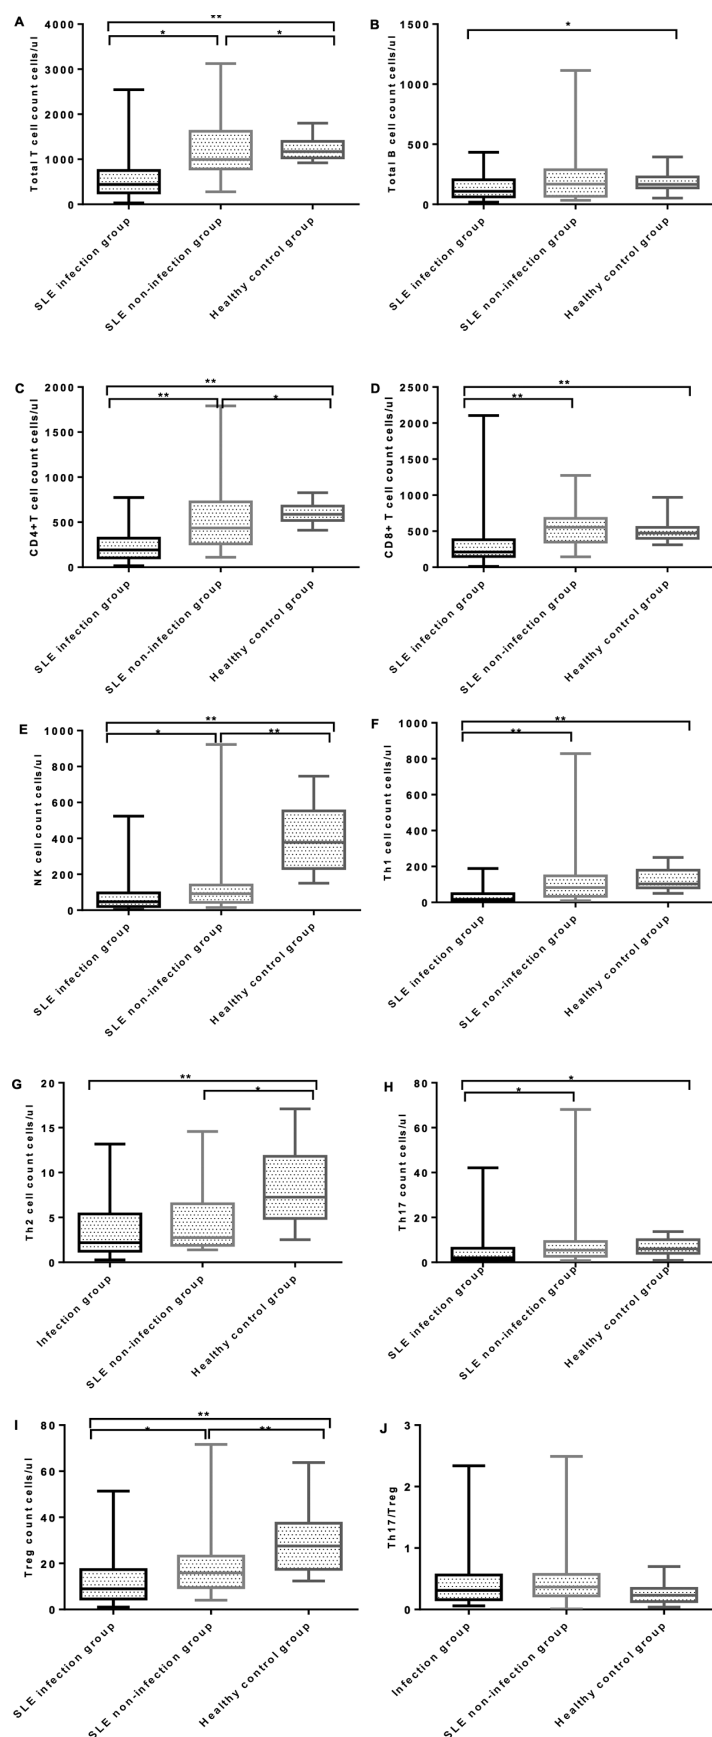 A
Total T cell count cells/ul
4000
3000
2000
1000
0
**
*
*
SLE infection group
SLE non-infection group
Healthy control group
B
Total B cell count cells/ul
1500
1000
500
0
*
SLE infection group
SLE non-infection group
Healthy control group
C
CD4+T cell count cells/ul
2000
1500
1000
500
0
**
**
*
SLE infection group
SLE non-infection group
Healthy control group
D
CD8+ T cell count cells/ul
2500
2000
1500
1000
500
0
**
**
SLE infection group
SLE non-infection group
Healthy control group
E
NK cell count cells/ul
1000
800
600
400
200
0
**
*
**
SLE infection group
SLE non-infection group
Healthy control group
F
Th1 cell count cells/ul
1000
800
600
400
200
0
**
**
SLE infection group
SLE non-infection group
Healthy control group
G
Th2 cell count cells/ul
20
15
10
5
0
**
*
Infection group
SLE non-infection group
Healthy control group
H
Th17 count cells/ul
80
60
40
20
0
*
*
SLE infection group
SLE non-infection group
Healthy control group
I
Treg count cells/ul
80
60
40
20
0
**
*
**
SLE infection group
SLE non-infection group
Healthy control group
J
Th17/Treg
3
2
1
0
Infection group
SLE non-infection group
Healthy control group